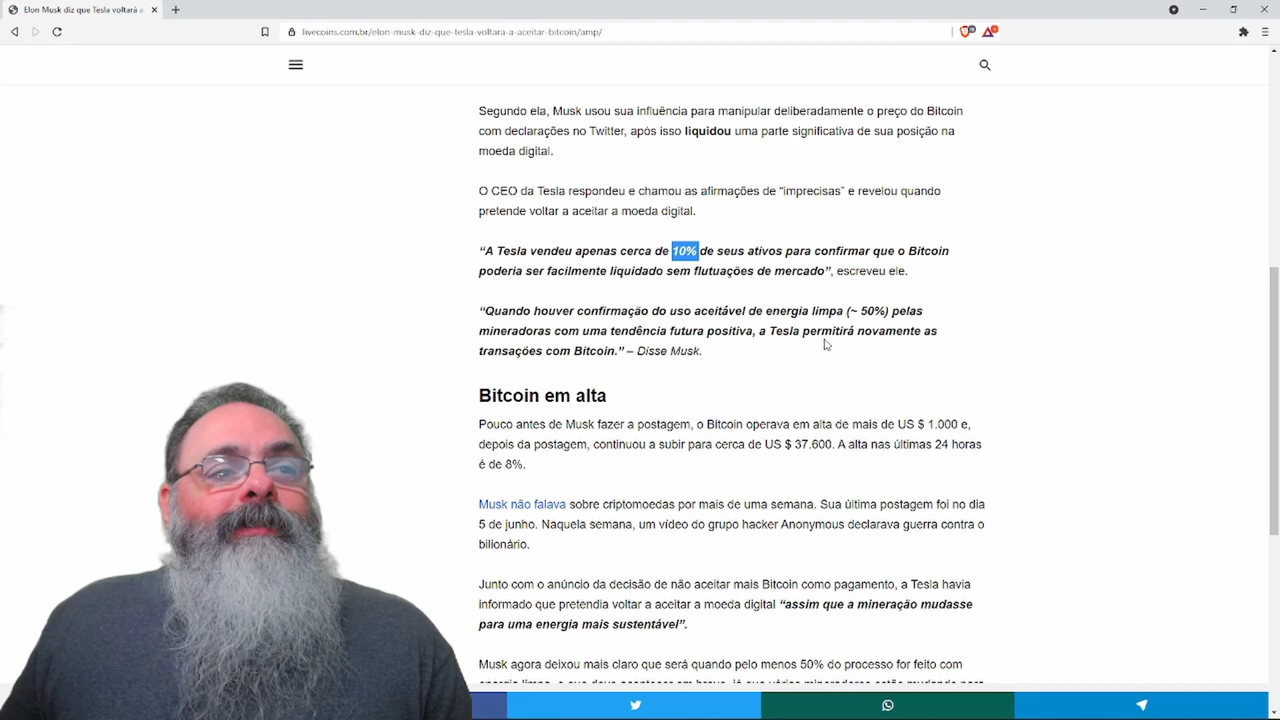 Elon Musk diz que Tesla voltará a
livecoins.com.br/elon-musk-diz-que-tesla-voltara-a-aceitar-bitcoin/amp/
Segundo ela, Musk usou sua influência para manipular deliberadamente o preço do Bitcoin
com declarações no Twitter, após isso liquidou uma parte significativa de sua posição na
moeda digital.
O CEO da Tesla respondeu e chamou as afirmações de “imprecisas” e revelou quando
pretende voltar a aceitar a moeda digital.
“A Tesla vendeu apenas cerca de 10% de seus ativos para confirmar que o Bitcoin
poderia ser facilmente liquidado sem flutuações de mercado”, escreveu ele.
“Quando houver confirmação do uso aceitável de energia limpa (~ 50%) pelas
mineradoras com uma tendência futura positiva, a Tesla permitirá novamente as
transações com Bitcoin.” – Disse Musk.
Bitcoin em alta
Pouco antes de Musk fazer a postagem, o Bitcoin operava em alta de mais de US $ 1.000 e,
depois da postagem, continuou a subir para cerca de US $ 37.600. A alta nas últimas 24 horas
é de 8%.
Musk não falava sobre criptomoedas por mais de uma semana. Sua última postagem foi no dia
5 de junho. Naquela semana, um vídeo do grupo hacker Anonymous declarava guerra contra o
bilionário.
Junto com o anúncio da decisão de não aceitar mais Bitcoin como pagamento, a Tesla havia
informado que pretendia voltar a aceitar a moeda digital “assim que a mineração mudasse
para uma energia mais sustentável”.
Musk agora deixou mais claro que será quando pelo menos 50% do processo for feito com